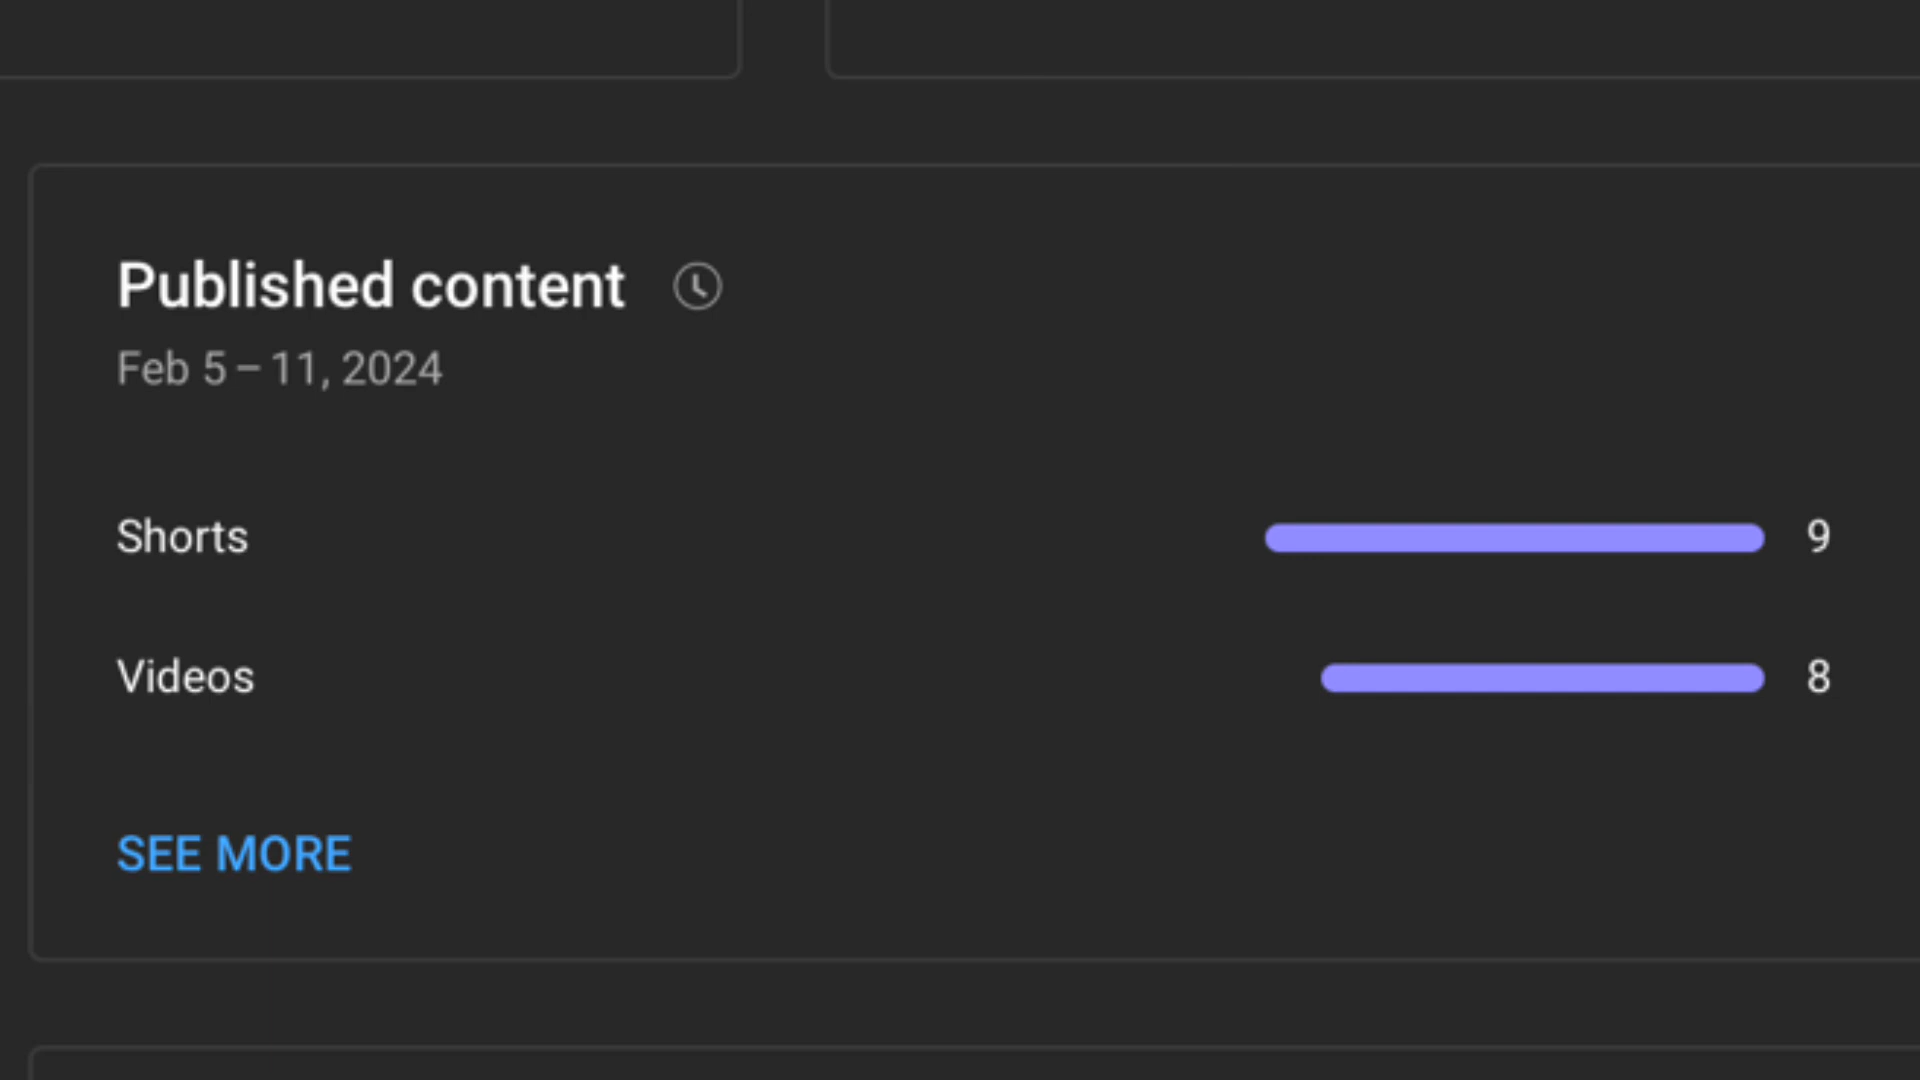 Published content
Feb 5 – 11, 2024
Shorts 9
Videos 8
SEE MORE